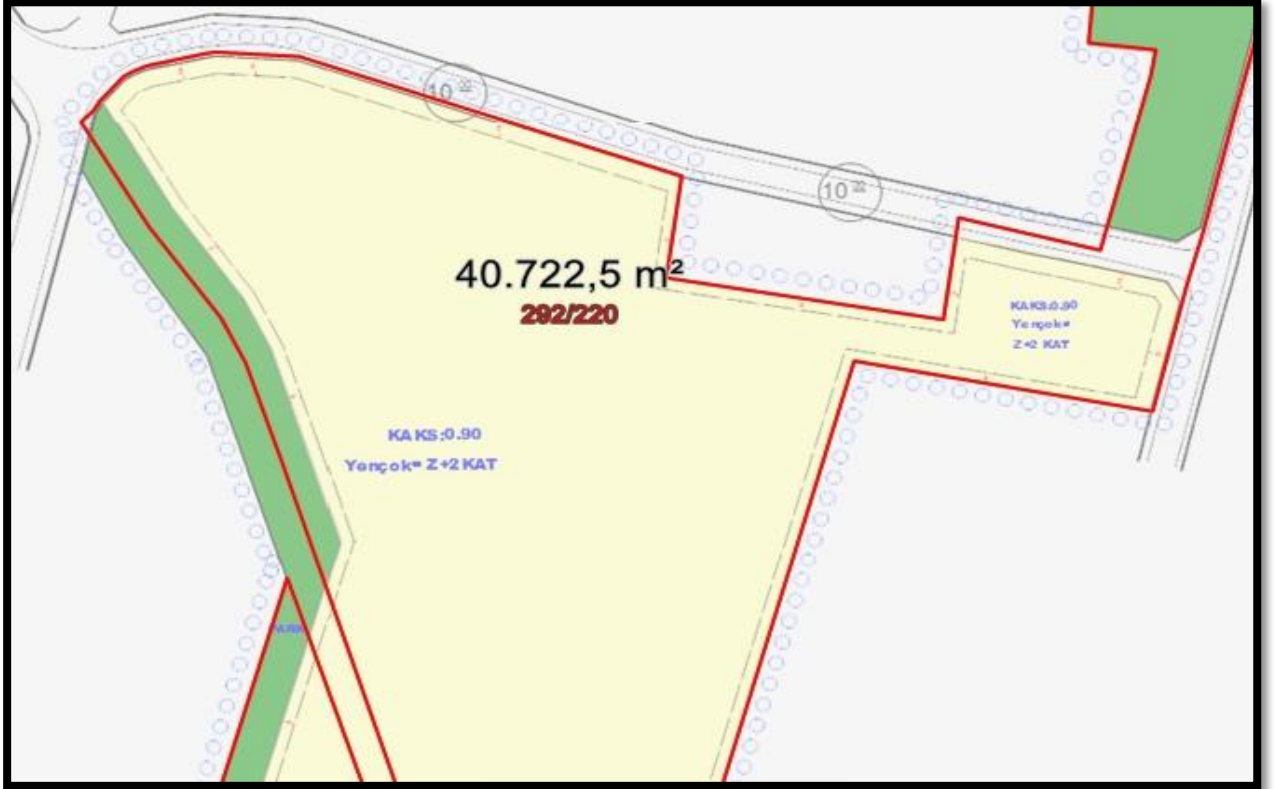 10
10
40.722,5 m²
292/220
KAKS:0.90
Yençok=
Z+2 KAT
KAKS:0.90
Yençok= Z+2 KAT
PARK